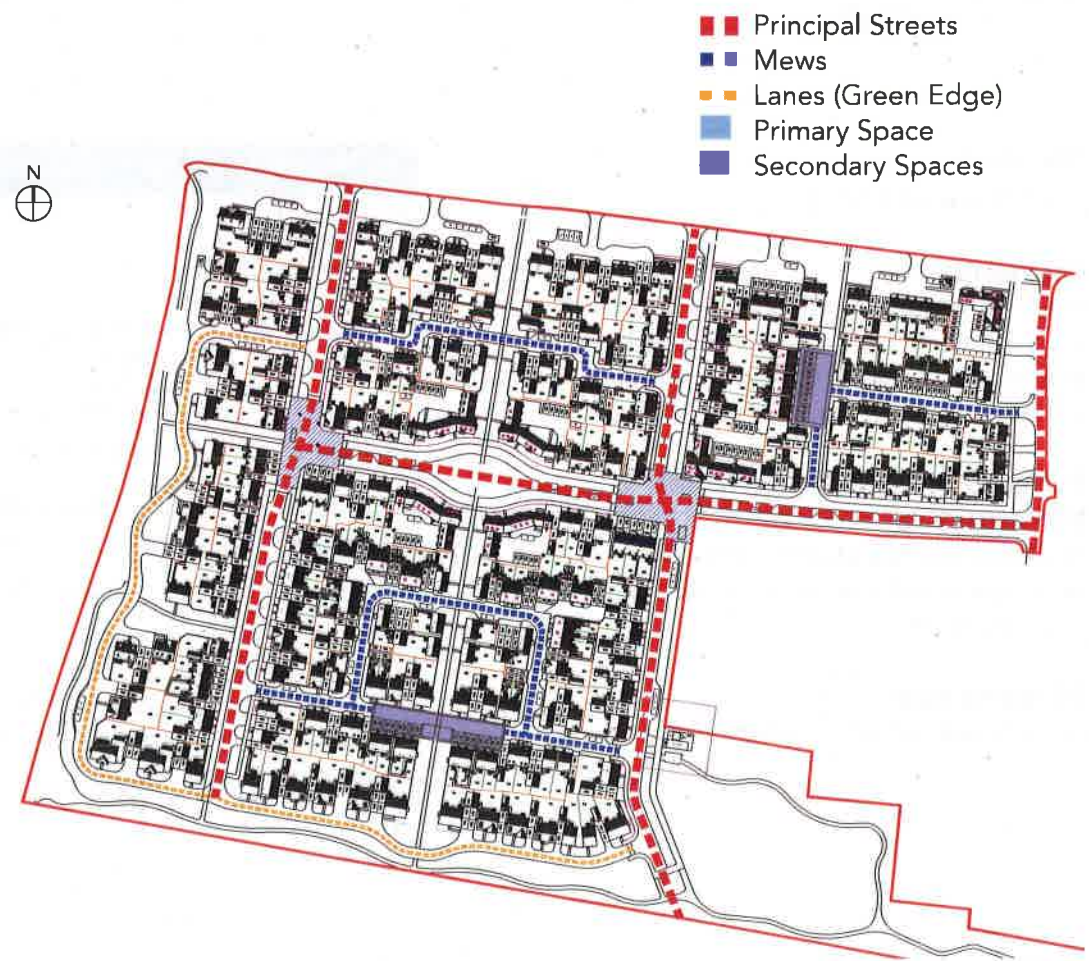 Principal Streets
Mews
Lanes (Green Edge)
Primary Space
Secondary Spaces
N